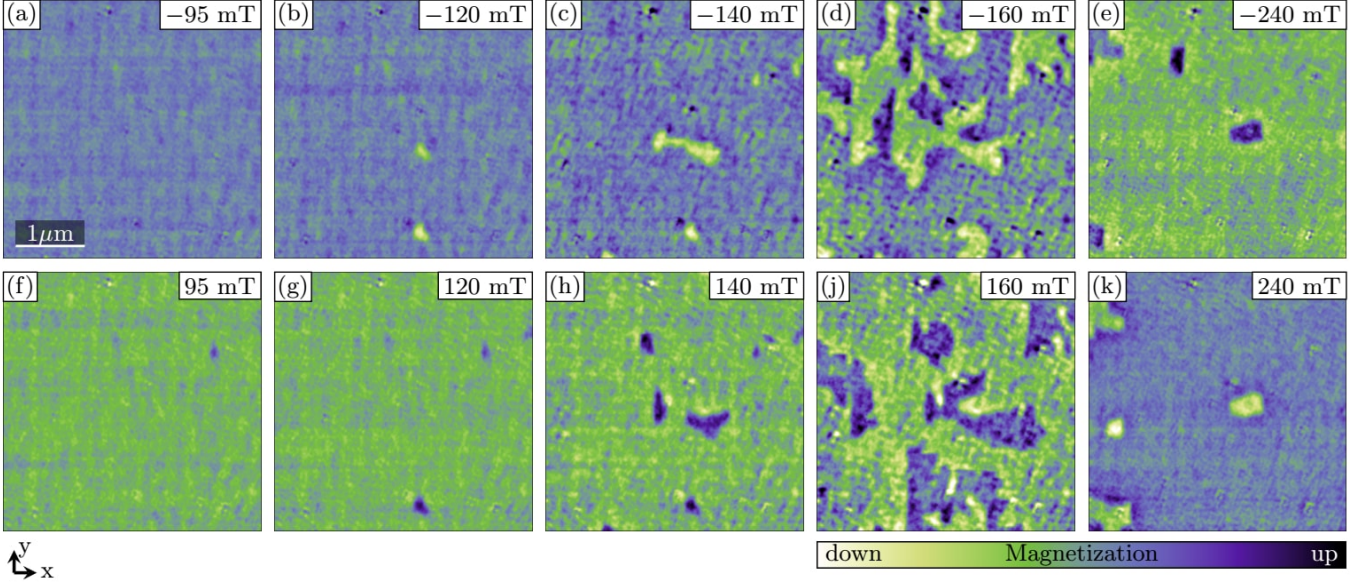 (a) −95 mT (b) −120 mT (c) −140 mT (d) −160 mT (e) −240 mT
1μm
(f) 95 mT (g) 120 mT (h) 140 mT (j) 160 mT (k) 240 mT
y
x
down Magnetization up